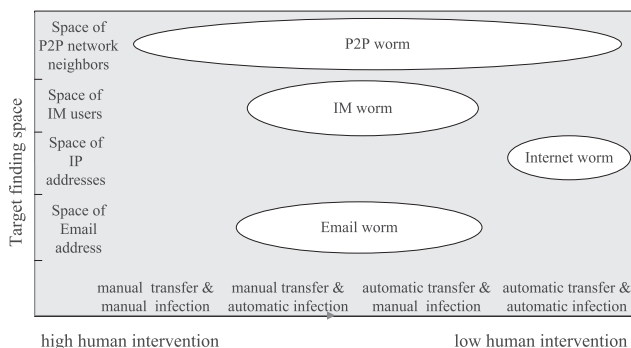 Target finding space
Space of
P2P network
neighbors
P2P worm
Space of
IM users
IM worm
Space of
IP
addresses
Internet worm
Space of
Email
address
Email worm
manual transfer &
manual infection
manual transfer &
automatic infection
automatic transfer &
manual infection
automatic transfer &
automatic infection
high human intervention
low human intervention